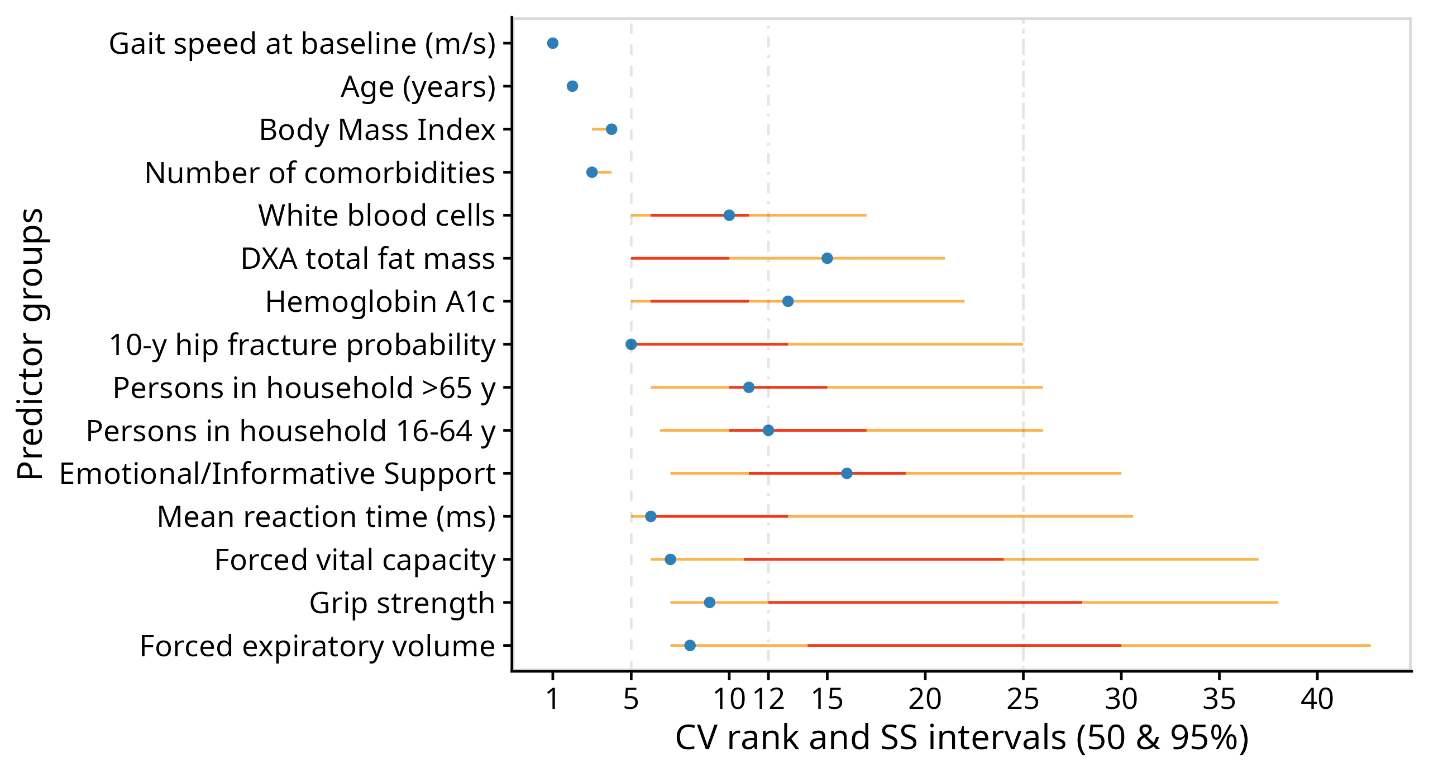 Predictor groups
Gait speed at baseline (m/s)
Age (years)
Body Mass Index
Number of comorbidities
White blood cells
DXA total fat mass
Hemoglobin A1c
10-y hip fracture probability
Persons in household >65 y
Persons in household 16-64 y
Emotional/Informative Support
Mean reaction time (ms)
Forced vital capacity
Grip strength
Forced expiratory volume
1 5 10 12 15 20 25 30 35 40
CV rank and SS intervals (50 & 95%)